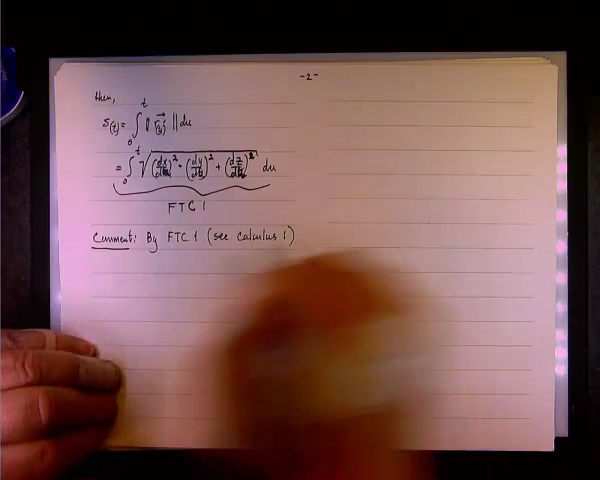 -2-
then,
S(t) = ∫₀ᵗ ‖ r⃗'(u) ‖ du
= ∫₀ᵗ √( (dx/du)² + (dy/du)² + (dz/du)² ) du
FTC 1
Comment: By FTC 1 (see Calculus 1)